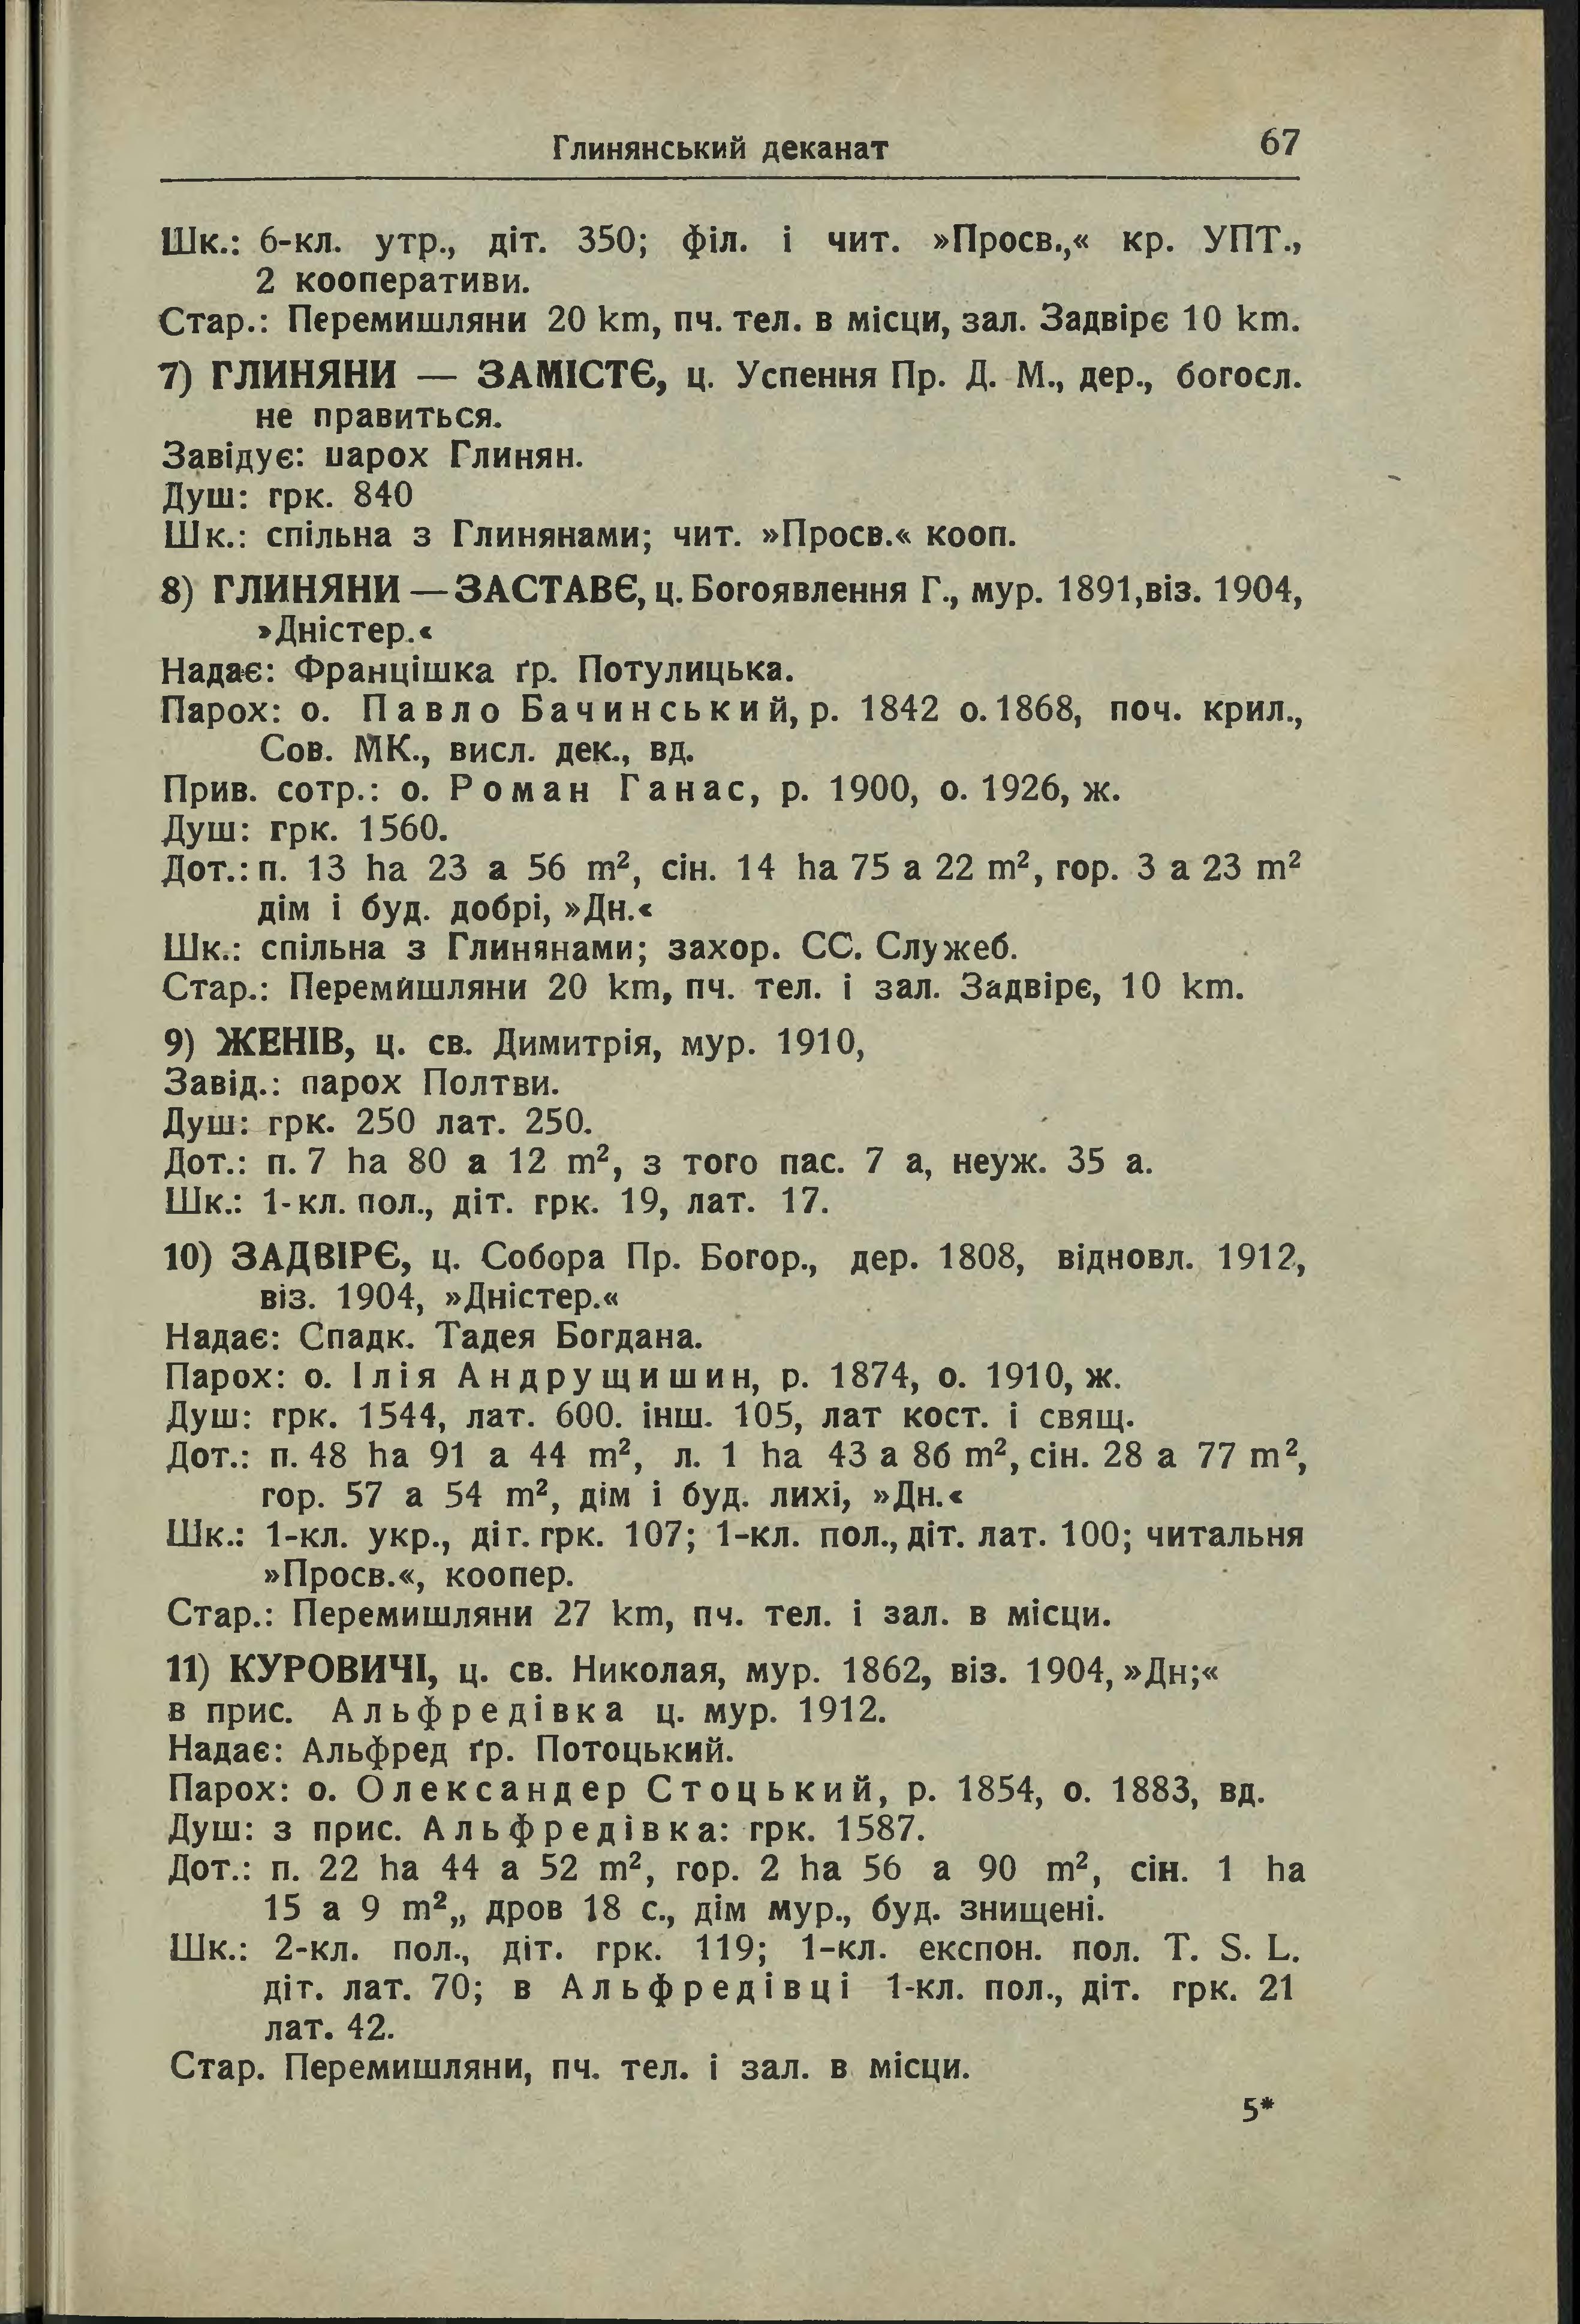 Глинянський деканат 67
Шк.: 6-кл. утр., діт. 350; філ. і чит. »Просв.,« кр. УПТ.,
2 кооперативи.
Стар.: Перемишляни 20 km, пч. тел. в місци, зал. Задвірє 10 km.
7) ГЛИНЯНИ — ЗАМІСТЄ, ц. Успення Пр. Д. М., дер., богосл.
не правиться.
Завідує: парох Глинян.
Душ: грк. 840
Шк.: спільна з Глинянами; чит. »Просв.« кооп.
8) ГЛИНЯНИ — ЗАСТАВЄ, ц. Богоявлення Г., мур. 1891,віз. 1904,
»Дністер.«
Надає: Францішка ґр. Потулицька.
Парох: о. Павло Бачинський, р. 1842 о. 1868, поч. крил.,
Сов. МК., висл. дек., вд.
Прив. сотр.: о. Роман Ганас, р. 1900, о. 1926, ж.
Душ: грк. 1560.
Дот.: п. 13 ha 23 a 56 m², сін. 14 ha 75 a 22 m², гор. 3 a 23 m²
дім і буд. добрі, »Дн.«
Шк.: спільна з Глинянами; захор. СС. Служеб.
Стар.: Перемишляни 20 km, пч. тел. і зал. Задвірє, 10 km.
9) ЖЕНІВ, ц. св. Димитрія, мур. 1910,
Завід.: парох Полтви.
Душ: грк. 250 лат. 250.
Дот.: п. 7 ha 80 a 12 m², з того пас. 7 a, неуж. 35 a.
Шк.: 1-кл. пол., діт. грк. 19, лат. 17.
10) ЗАДВІРЄ, ц. Собора Пр. Богор., дер. 1808, відновл. 1912,
віз. 1904, »Дністер.«
Надає: Спадк. Тадея Богдана.
Парох: о. Ілія Андрущишин, р. 1874, о. 1910, ж.
Душ: грк. 1544, лат. 600. інш. 105, лат кост. і свящ.
Дот.: п. 48 ha 91 a 44 m², л. 1 ha 43 a 86 m², сін. 28 a 77 m²,
гор. 57 a 54 m², дім і буд. лихі, »Дн.«
Шк.: 1-кл. укр., діт. грк. 107; 1-кл. пол., діт. лат. 100; читальня
»Просв.«, коопер.
Стар.: Перемишляни 27 km, пч. тел. і зал. в місци.
11) КУРОВИЧІ, ц. св. Николая, мур. 1862, віз. 1904, »Дн;«
в прис. Альфредівка ц. мур. 1912.
Надає: Альфред ґр. Потоцький.
Парох: о. Олександер Стоцький, р. 1854, о. 1883, вд.
Душ: з прис. Альфредівка: грк. 1587.
Дот.: п. 22 ha 44 a 52 m², гор. 2 ha 56 a 90 m², сін. 1 ha
15 a 9 m²„ дров 18 с., дім мур., буд. знищені.
Шк.: 2-кл. пол., діт. грк. 119; 1-кл. експон. пол. T. S. L.
діт. лат. 70; в Альфредівці 1-кл. пол., діт. грк. 21
лат. 42.
Стар. Перемишляни, пч. тел. і зал. в місци.
5*